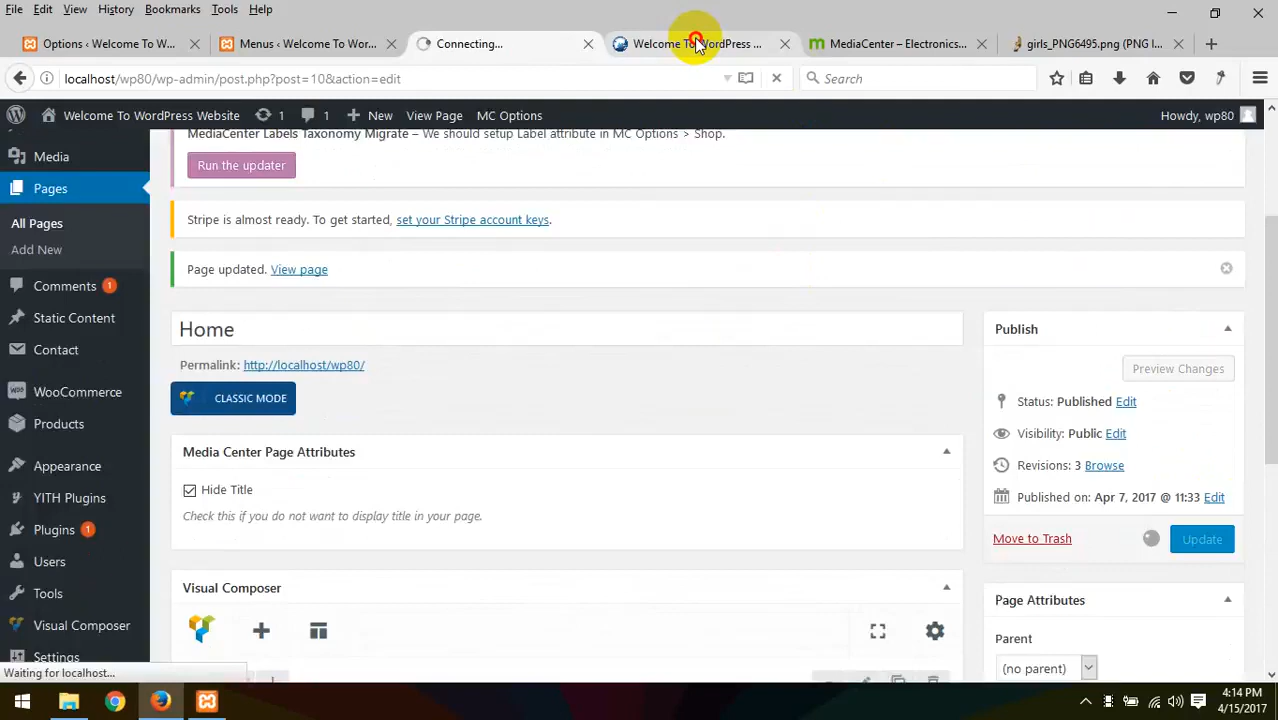 File Edit View History Bookmarks Tools Help
Options ‹ Welcome To W...
Menus ‹ Welcome To Wor...
Connecting...
Welcome To WordPress ...
MediaCenter – Electronics...
girls_PNG6495.png (PNG I...
localhost/wp80/wp-admin/post.php?post=10&action=edit
Search
Welcome To WordPress Website 1 1 New View Page MC Options Howdy, wp80
MediaCenter Labels Taxonomy Migrate – We should setup Label attribute in MC Options > Shop.
Run the updater
Stripe is almost ready. To get started, set your Stripe account keys.
Page updated. View page
Media
Pages
All Pages
Add New
Comments 1
Static Content
Contact
WooCommerce
Products
Appearance
YITH Plugins
Plugins 1
Users
Tools
Visual Composer
Settings
Home
Permalink: http://localhost/wp80/
CLASSIC MODE
Media Center Page Attributes
Hide Title
Check this if you do not want to display title in your page.
Visual Composer
Publish
Preview Changes
Status: Published Edit
Visibility: Public Edit
Revisions: 3 Browse
Published on: Apr 7, 2017 @ 11:33 Edit
Move to Trash
Update
Page Attributes
Parent
(no parent)
Waiting for localhost...
4:14 PM
4/15/2017